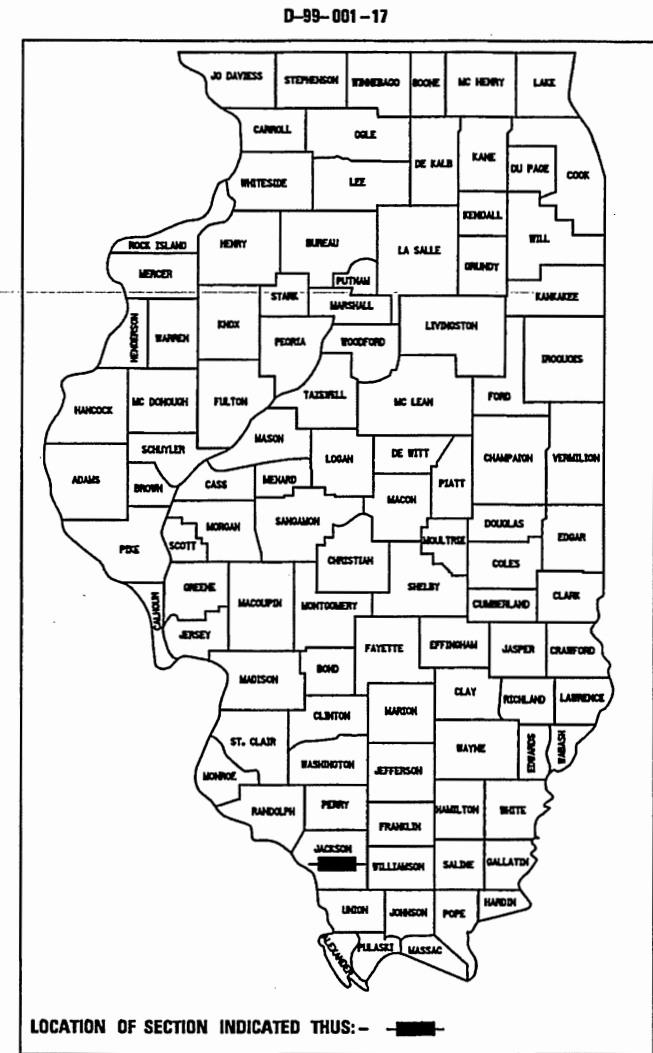 D-99-001-17
JO DAVIESS STEPHENSON WINNEBAGO BOONE MC HENRY LAKE
CARROLL OGLE
DE KALB KANE DU PAGE COOK
WHITESIDE LEE
KENDALL
ROCK ISLAND HENRY BUREAU LA SALLE WILL
MERCER GRUNDY
PUTNAM
STARK KANKAKEE
MARSHALL
HENDERSON WARREN KNOX PEORIA WOODFORD LIVINGSTON
IROQUOIS
HANCOCK MC DONOUGH FULTON TAZEWELL MC LEAN FORD
MASON
SCHUYLER LOGAN DE WITT CHAMPAIGN VERMILION
ADAMS BROWN CASS MENARD PIATT
MACON
MORGAN SANGAMON DOUGLAS
PIKE SCOTT CHRISTIAN MOULTRIE EDGAR
COLES
CALHOUN GREENE MACOUPIN MONTGOMERY SHELBY CLARK
CUMBERLAND
JERSEY
FAYETTE EFFINGHAM JASPER CRAWFORD
MADISON BOND
CLAY RICHLAND LAWRENCE
CLINTON MARION
ST. CLAIR WAYNE EDWARDS WABASH
WASHINGTON JEFFERSON
MONROE
RANDOLPH PERRY HAMILTON WHITE
FRANKLIN
JACKSON
WILLIAMSON SALINE GALLATIN
UNION JOHNSON POPE HARDIN
ALEXANDER PULASKI MASSAC
LOCATION OF SECTION INDICATED THUS:-